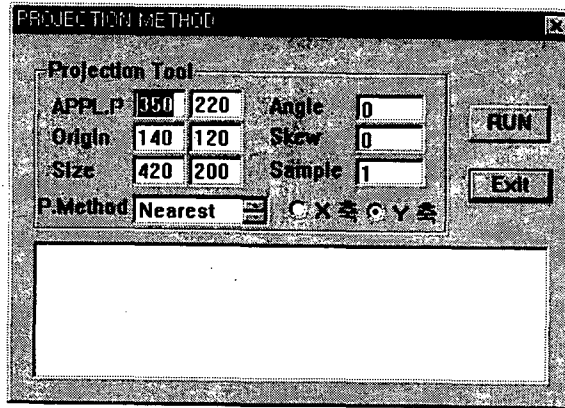 PROJECTION METHOD
Projection Tool
APPL.P 350 220 Angle 0
Origin 140 120 Skew 0
Size 420 200 Sample 1
P.Method Nearest X 축 Y 축
RUN
Exit